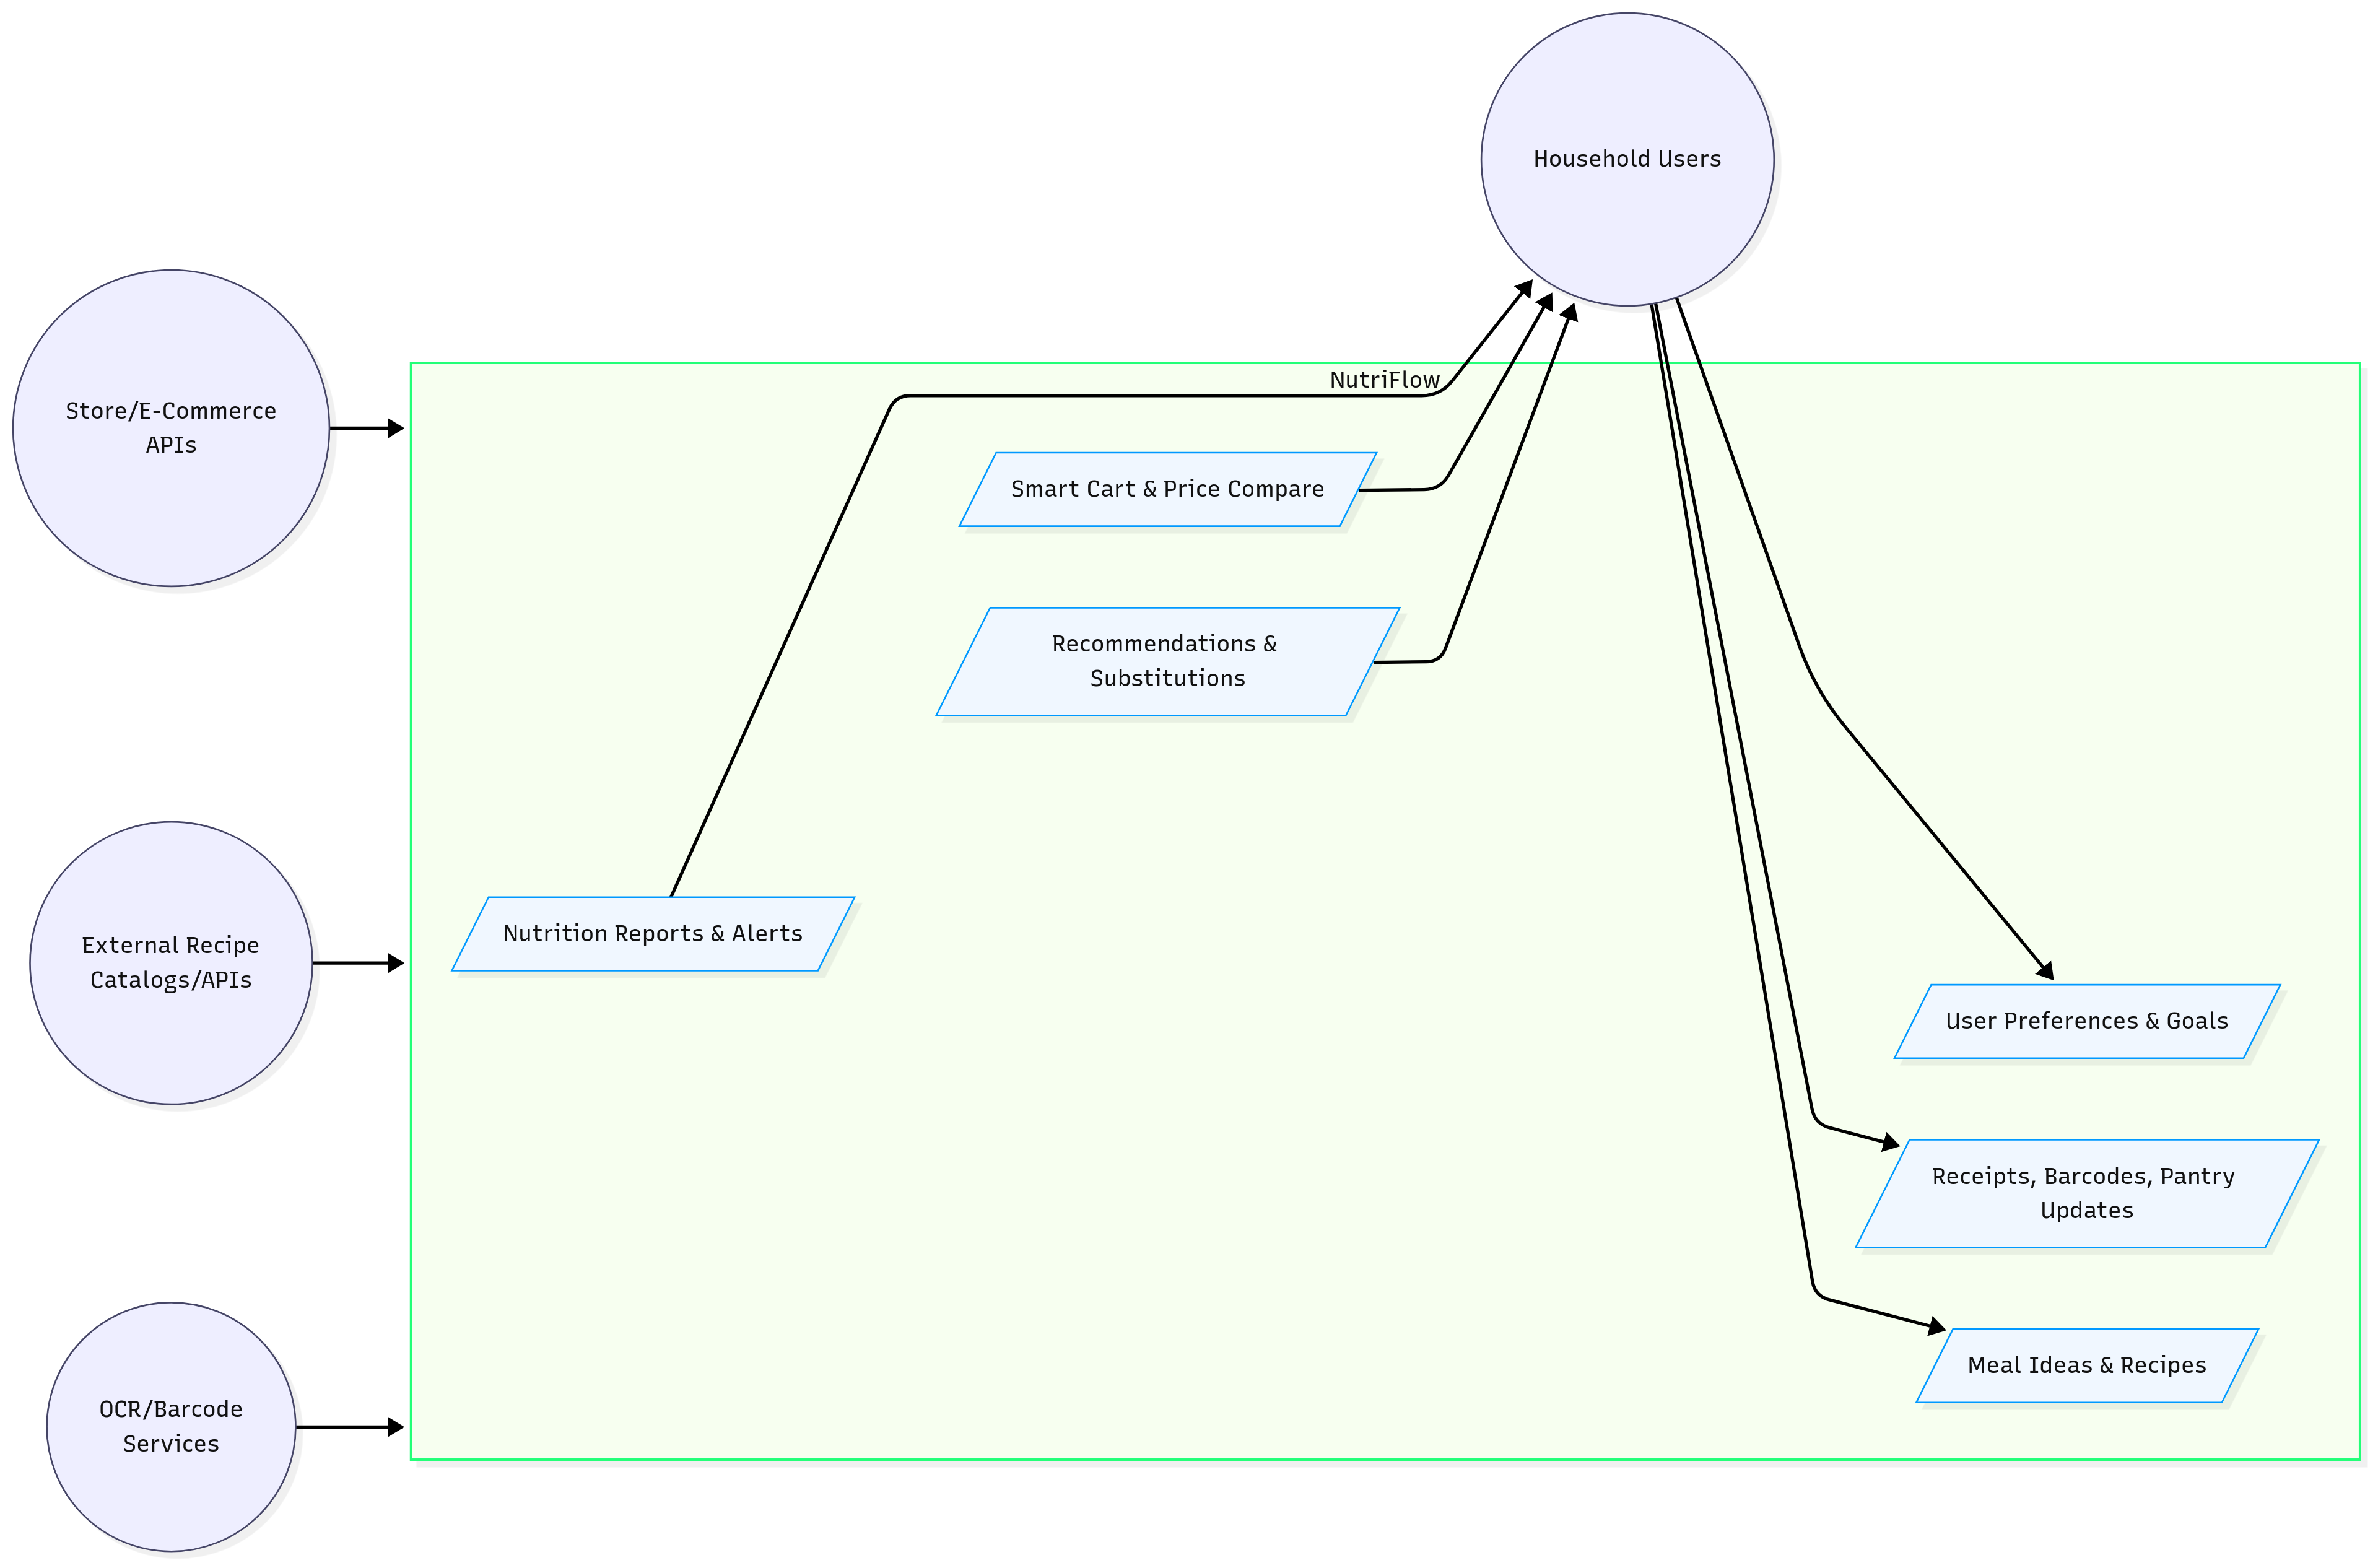 Household Users
Store/E-Commerce
APIs
NutriFlow
Smart Cart & Price Compare
Recommendations &
Substitutions
External Recipe
Catalogs/APIs
Nutrition Reports & Alerts
User Preferences & Goals
Receipts, Barcodes, Pantry
Updates
Meal Ideas & Recipes
OCR/Barcode
Services